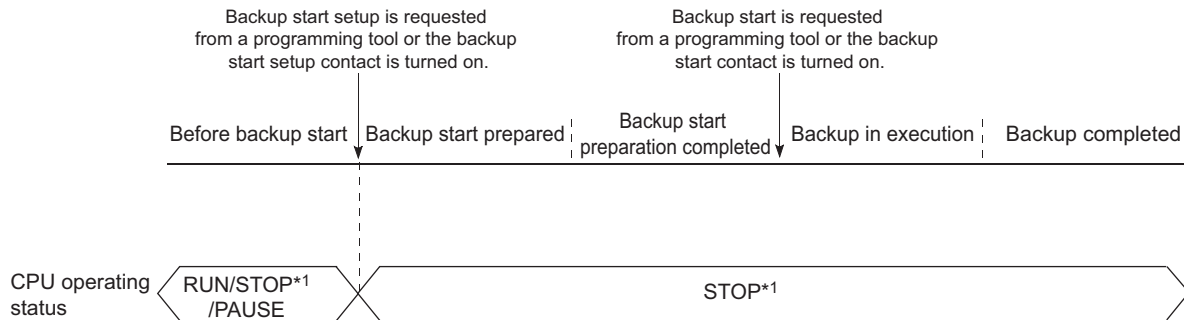 Backup start setup is requested
from a programming tool or the backup
start setup contact is turned on.
Backup start is requested
from a programming tool or the backup
start contact is turned on.
Before backup start
Backup start prepared
Backup start
preparation completed
Backup in execution
Backup completed
CPU operating
status
RUN/STOP*1
/PAUSE
STOP*1